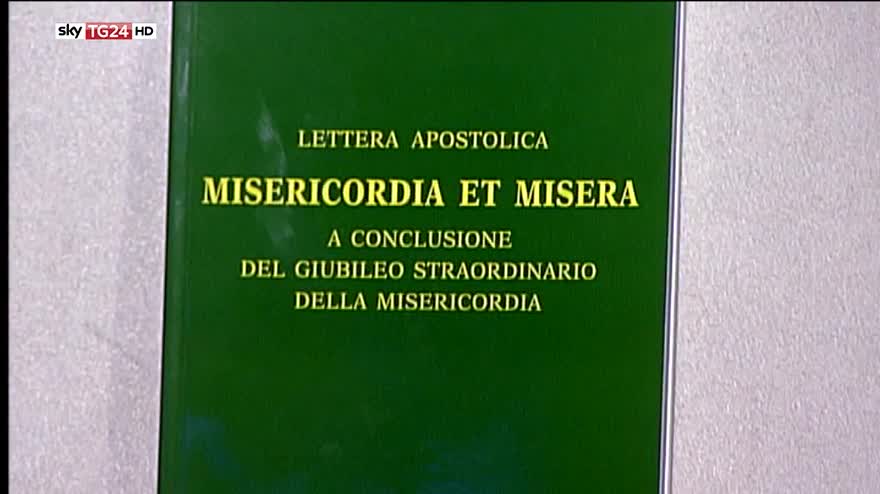 sky TG24 HD
LETTERA APOSTOLICA
MISERICORDIA ET MISERA
A CONCLUSIONE
DEL GIUBILEO STRAORDINARIO
DELLA MISERICORDIA